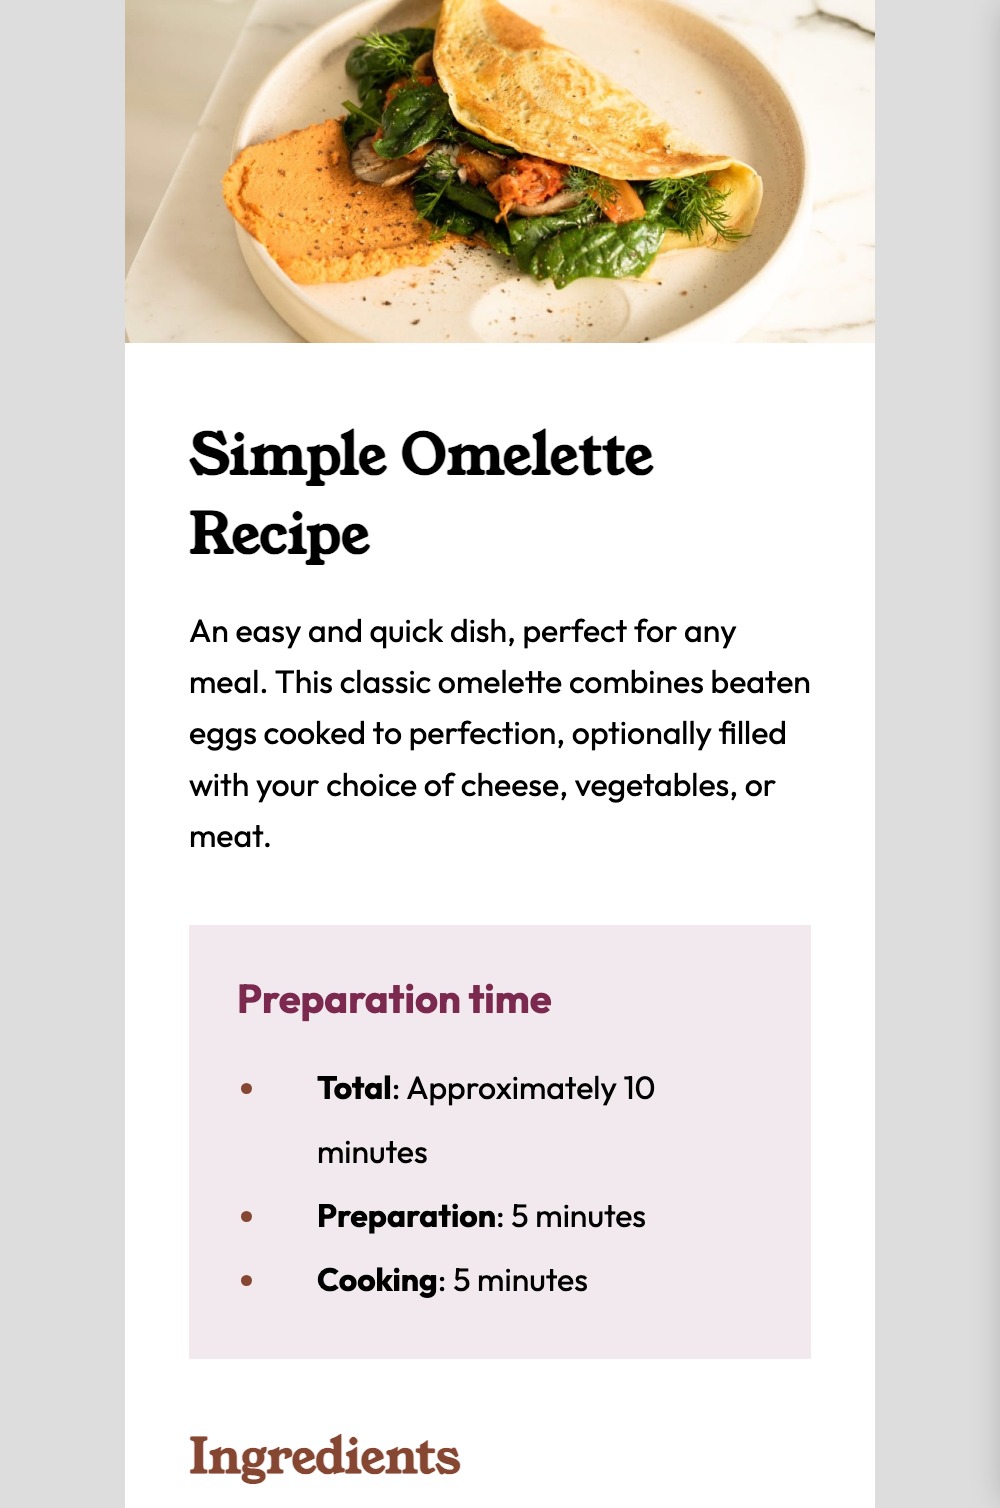 Simple Omelette
Recipe
An easy and quick dish, perfect for any
meal. This classic omelette combines beaten
eggs cooked to perfection, optionally filled
with your choice of cheese, vegetables, or
meat.
Preparation time
• Total: Approximately 10
minutes
• Preparation: 5 minutes
• Cooking: 5 minutes
Ingredients